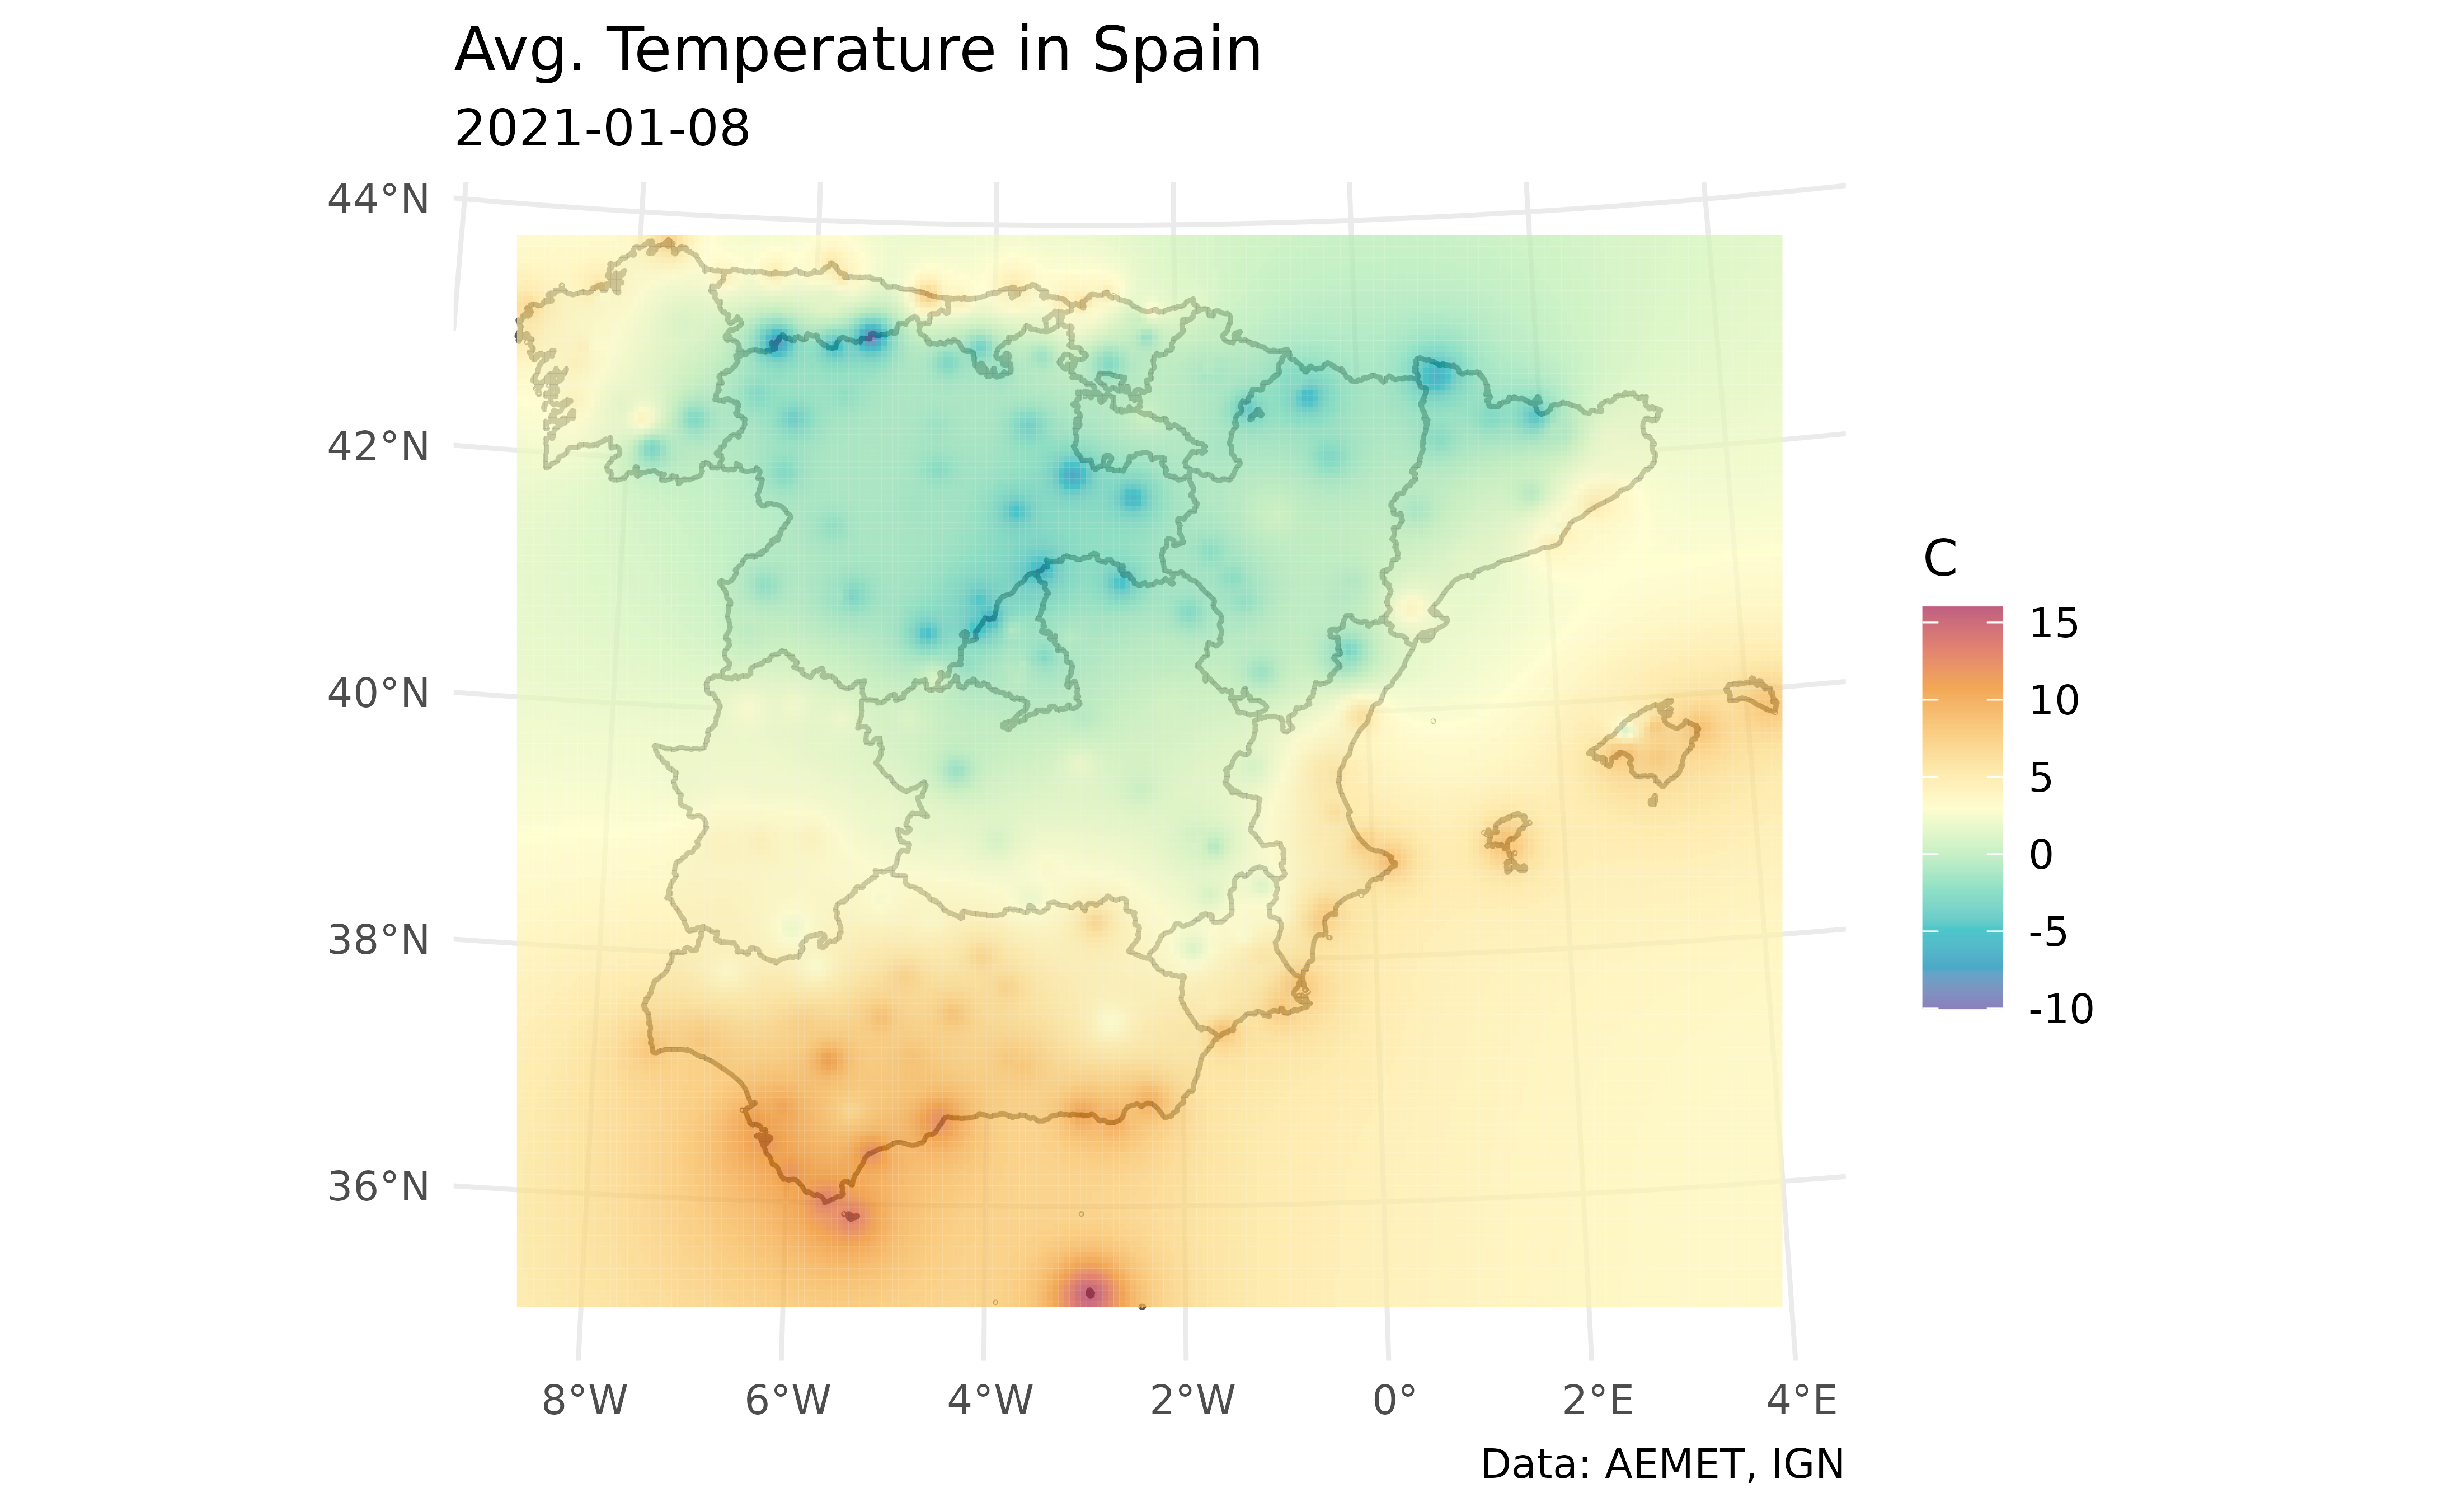 Avg. Temperature in Spain
2021-01-08
44°N
42°N
40°N
38°N
36°N
8°W
6°W
4°W
2°W
0°
2°E
4°E
C
15
10
5
0
-5
-10
Data: AEMET, IGN